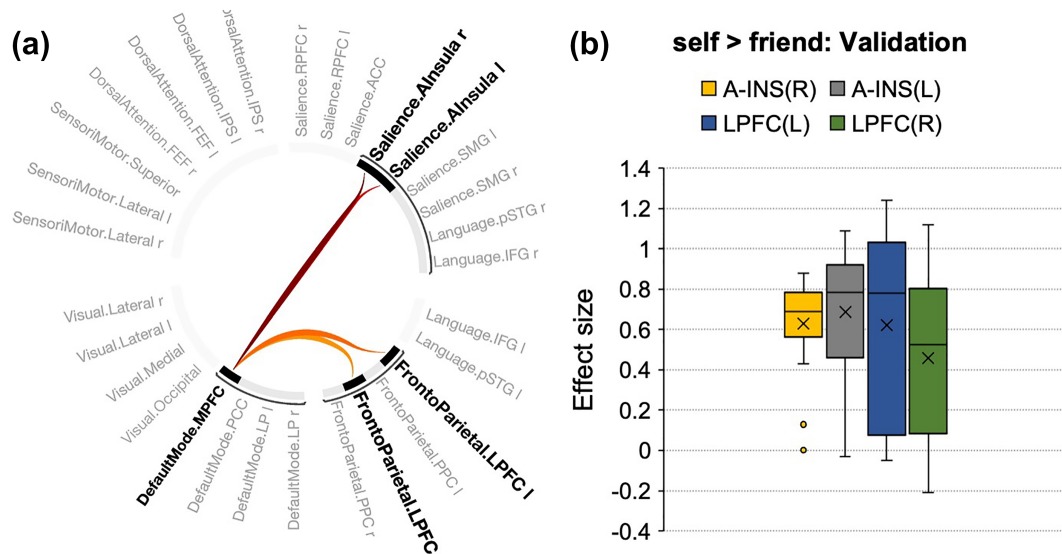 (a)
DorsalAttention.IPS r
DorsalAttention.IPS l
DorsalAttention.FEF l
DorsalAttention.FEF r
SensoriMotor.Superior
SensoriMotor.Lateral l
SensoriMotor.Lateral r
Salience.RPFC r
Salience.RPFC l
Salience.ACC
Salience.AInsula r
Salience.AInsula l
Salience.SMG l
Salience.SMG r
Language.pSTG r
Language.IFG r
Language.IFG l
Language.pSTG l
FrontoParietal.LPFC l
FrontoParietal.PPC l
FrontoParietal.LPFC
FrontoParietal.PPC r
DefaultMode.LP r
DefaultMode.LP l
DefaultMode.PCC
DefaultMode.MPFC
Visual.Occipital
Visual.Medial
Visual.Lateral l
Visual.Lateral r
(b)
self > friend: Validation
A-INS(R) A-INS(L)
LPFC(L) LPFC(R)
Effect size
1.4
1.2
1
0.8
0.6
0.4
0.2
0
-0.2
-0.4